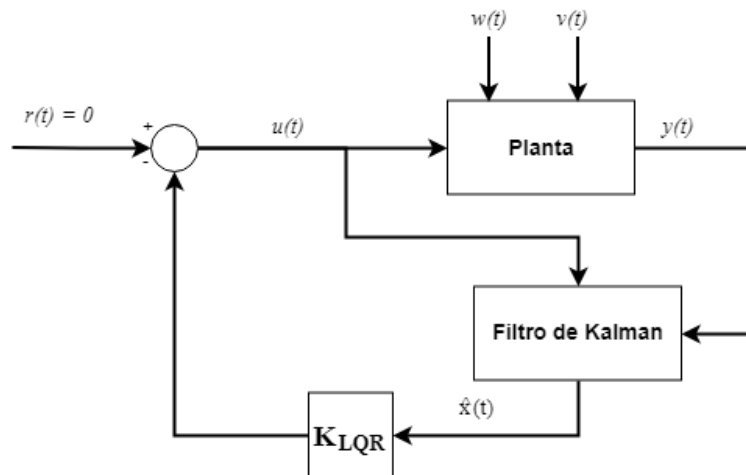 w(t)
v(t)
r(t) = 0
+
-
u(t)
Planta
y(t)
Filtro de Kalman
x̂(t)
K_LQR